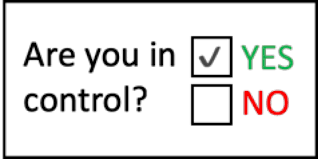 Are you in ✓ YES
control? NO